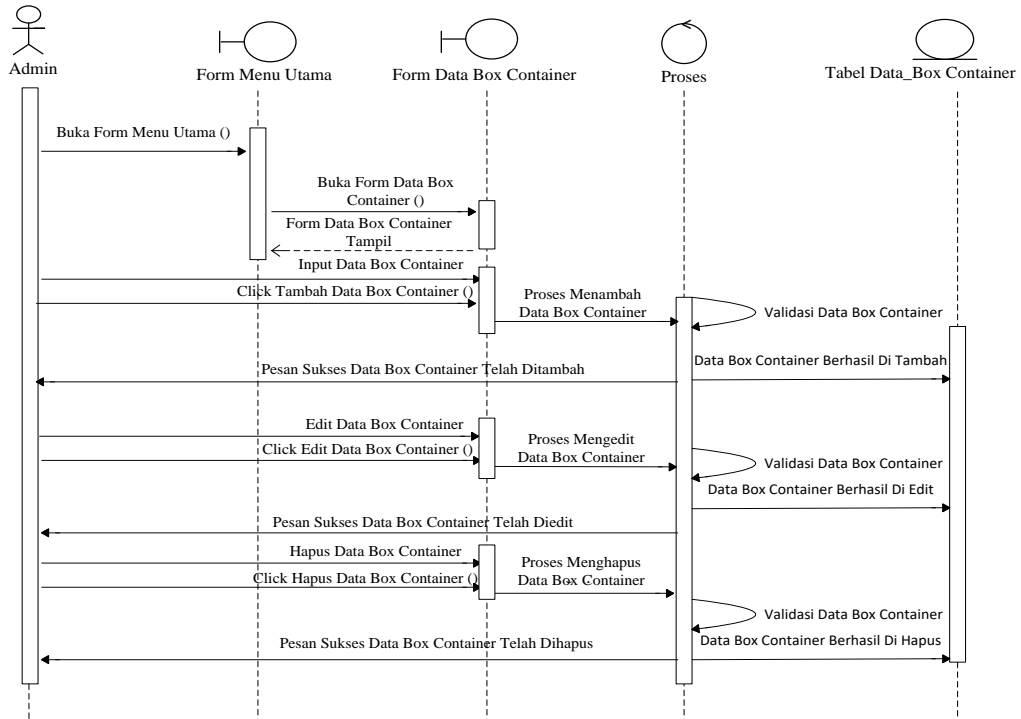 Admin
Form Menu Utama
Form Data Box Container
Proses
Tabel Data_Box Container
Buka Form Menu Utama ()
Buka Form Data Box
Container ()
Form Data Box Container
Tampil
Input Data Box Container
Click Tambah Data Box Container ()
Proses Menambah
Data Box Container
Validasi Data Box Container
Data Box Container Berhasil Di Tambah
Pesan Sukses Data Box Container Telah Ditambah
Edit Data Box Container
Click Edit Data Box Container ()
Proses Mengedit
Data Box Container
Validasi Data Box Container
Data Box Container Berhasil Di Edit
Pesan Sukses Data Box Container Telah Diedit
Hapus Data Box Container
Click Hapus Data Box Container ()
Proses Menghapus
Data Box Container
Validasi Data Box Container
Data Box Container Berhasil Di Hapus
Pesan Sukses Data Box Container Telah Dihapus